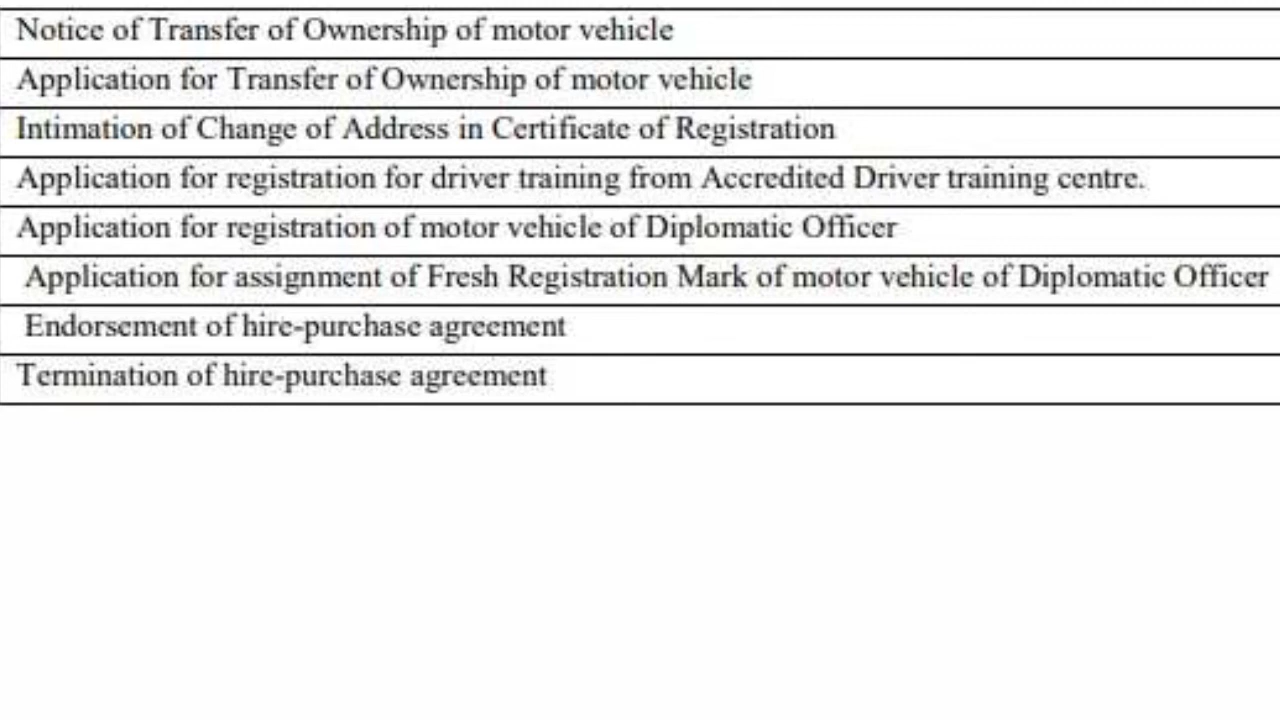 Notice of Transfer of Ownership of motor vehicle
Application for Transfer of Ownership of motor vehicle
Intimation of Change of Address in Certificate of Registration
Application for registration for driver training from Accredited Driver training centre.
Application for registration of motor vehicle of Diplomatic Officer
Application for assignment of Fresh Registration Mark of motor vehicle of Diplomatic Officer
Endorsement of hire-purchase agreement
Termination of hire-purchase agreement